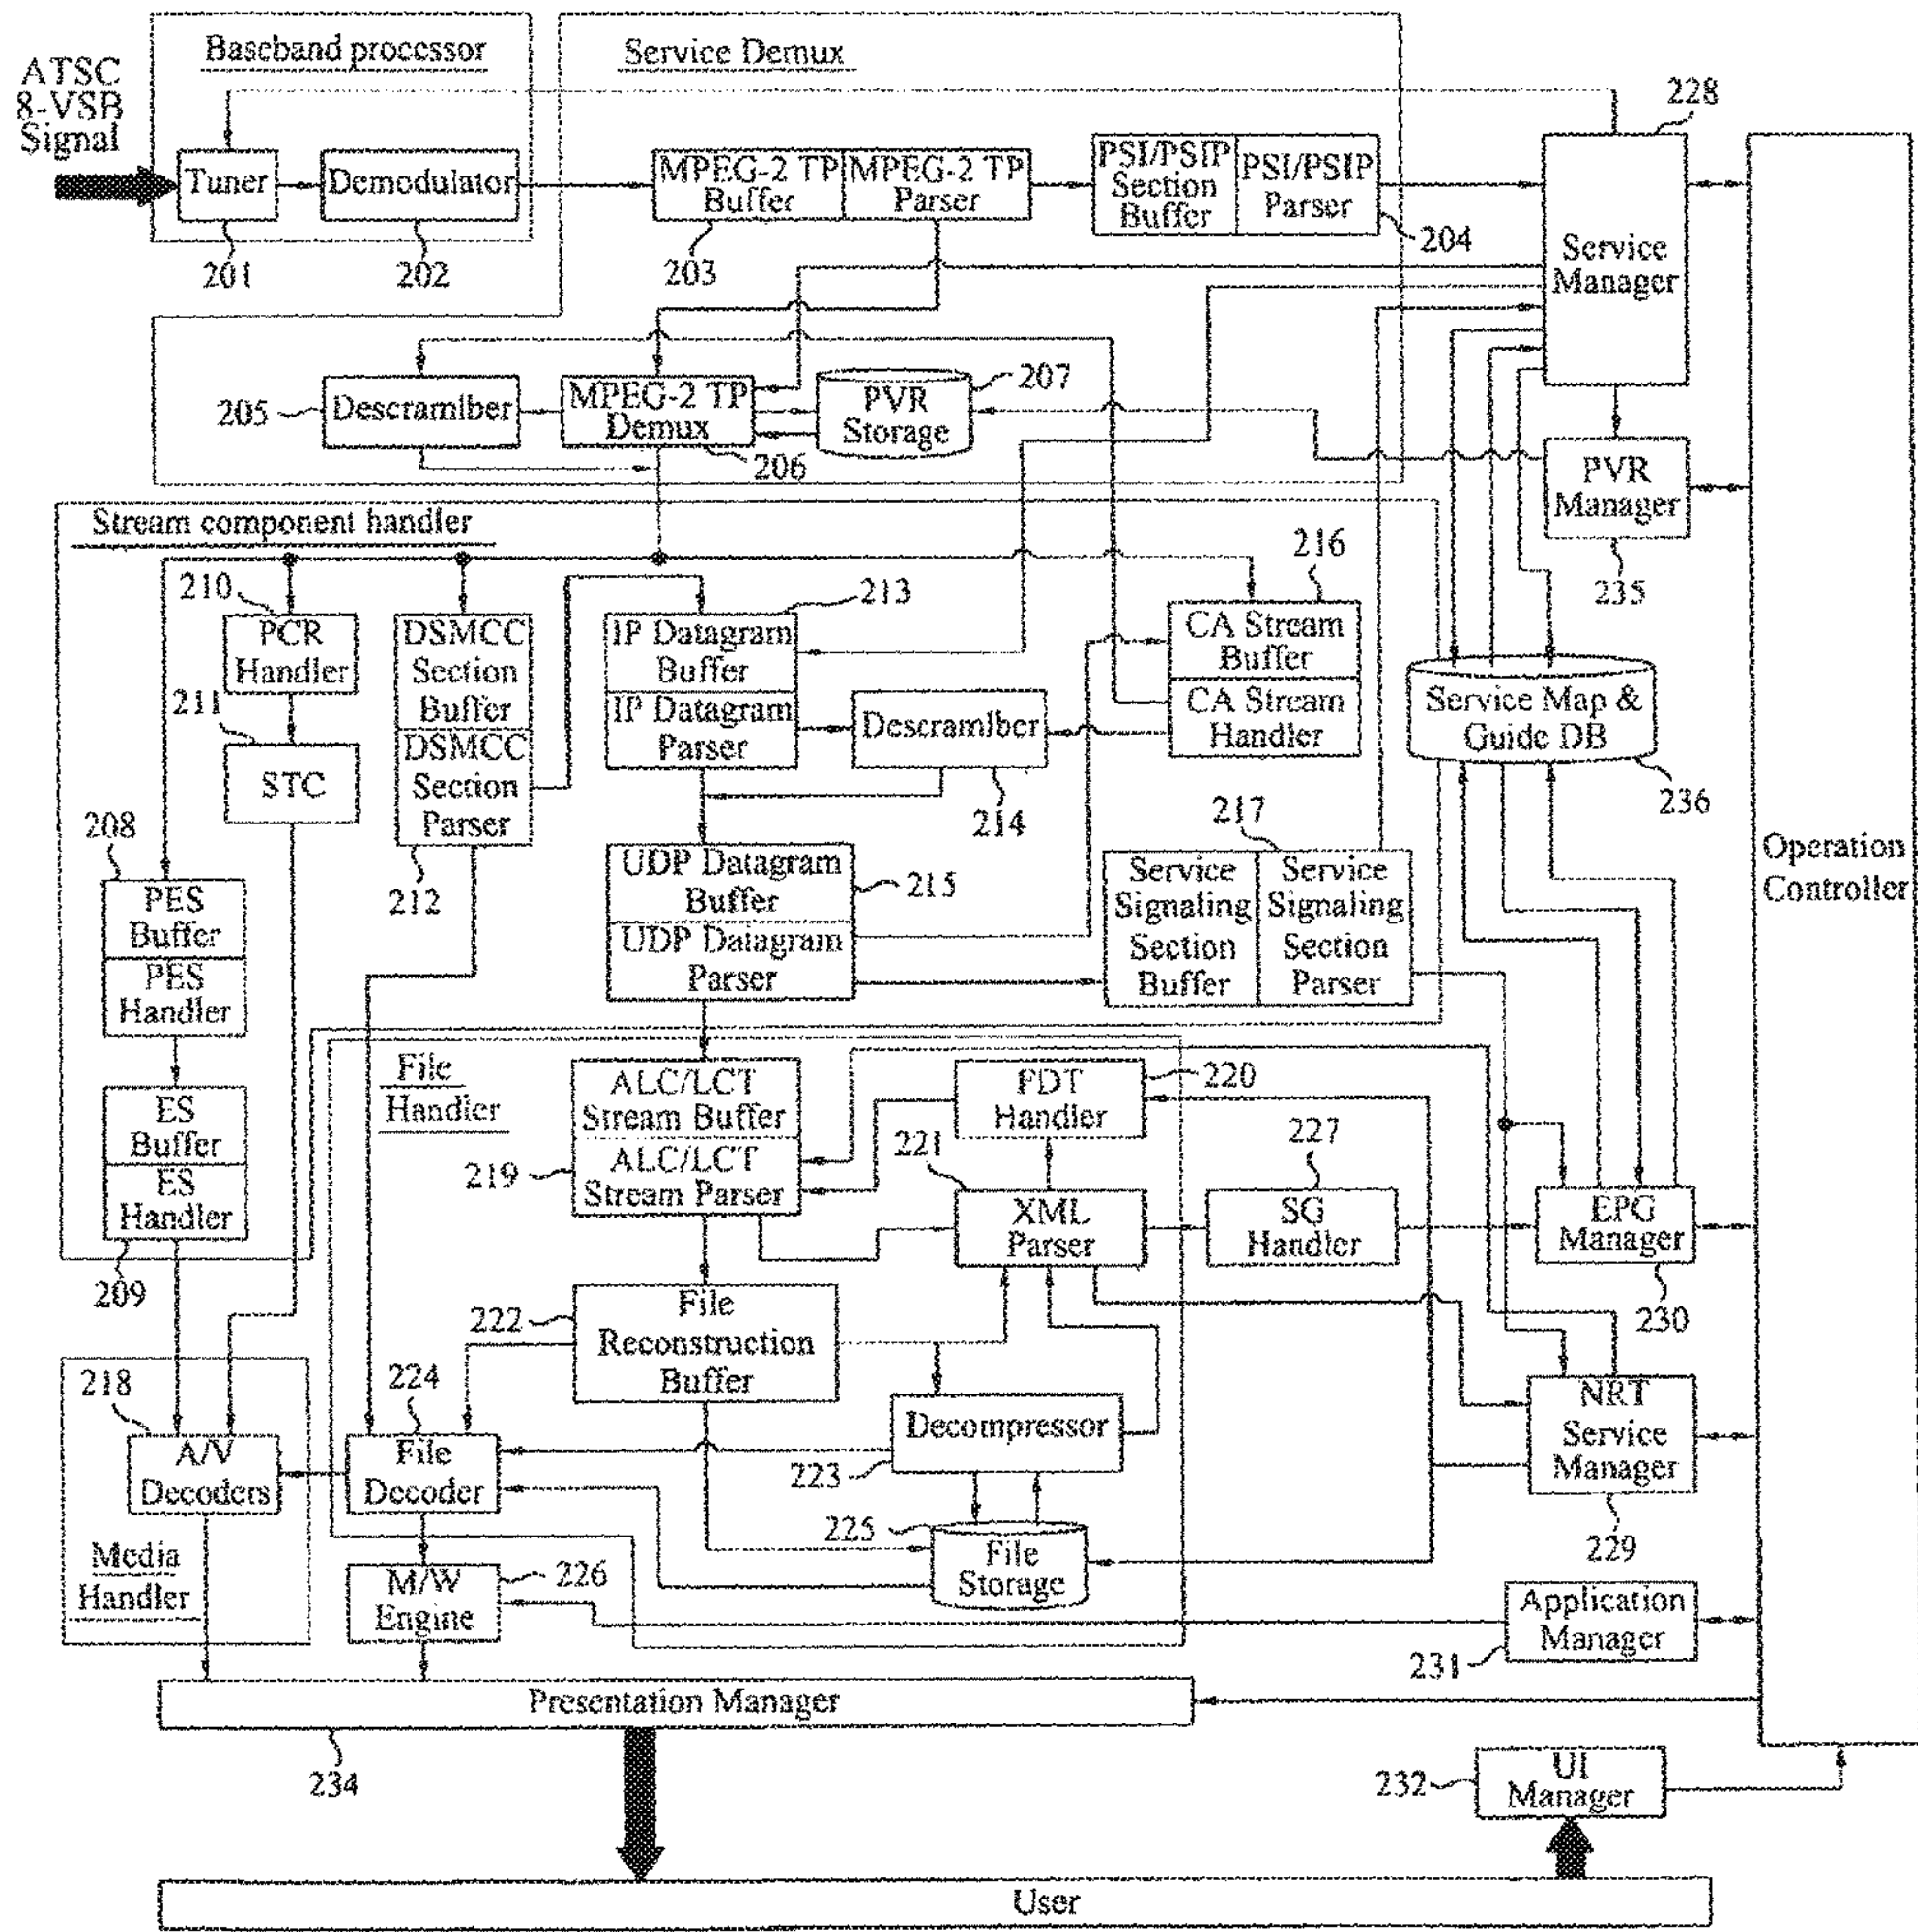 Baseband processor
Service Demux
ATSC
8-VSB
Signal
228
Tuner
Demodulator
MPEG-2 TP
Buffer
MPEG-2 TP
Parser
PSI/PSIP
Section
Buffer
PSI/PSIP
Parser
Service
Manager
201
202
203
204
205
Descramlber
MPEG-2 TP
Demux
206
PVR
Storage
207
PVR
Manager
235
Stream component handler
210
PCR
Handler
211
STC
DSMCC
Section
Buffer
DSMCC
Section
Parser
212
213
IP Datagram
Buffer
IP Datagram
Parser
Descramlber
214
216
CA Stream
Buffer
CA Stream
Handler
Service Map &
Guide DB
236
Operation
Controller
208
PES
Buffer
PES
Handler
UDP Datagram
Buffer
UDP Datagram
Parser
215
217
Service
Signaling
Section
Buffer
Service
Signaling
Section
Parser
ES
Buffer
ES
Handler
209
File
Handler
ALC/LCT
Stream Buffer
ALC/LCT
Stream Parser
219
FDT
Handler
220
221
XML
Parser
227
SG
Handler
EPG
Manager
230
222
File
Reconstruction
Buffer
Decompressor
223
NRT
Service
Manager
229
218
A/V
Decoders
224
File
Decoder
225
File
Storage
Media
Handler
M/W
Engine
226
Application
Manager
231
Presentation Manager
234
232
UI
Manager
User